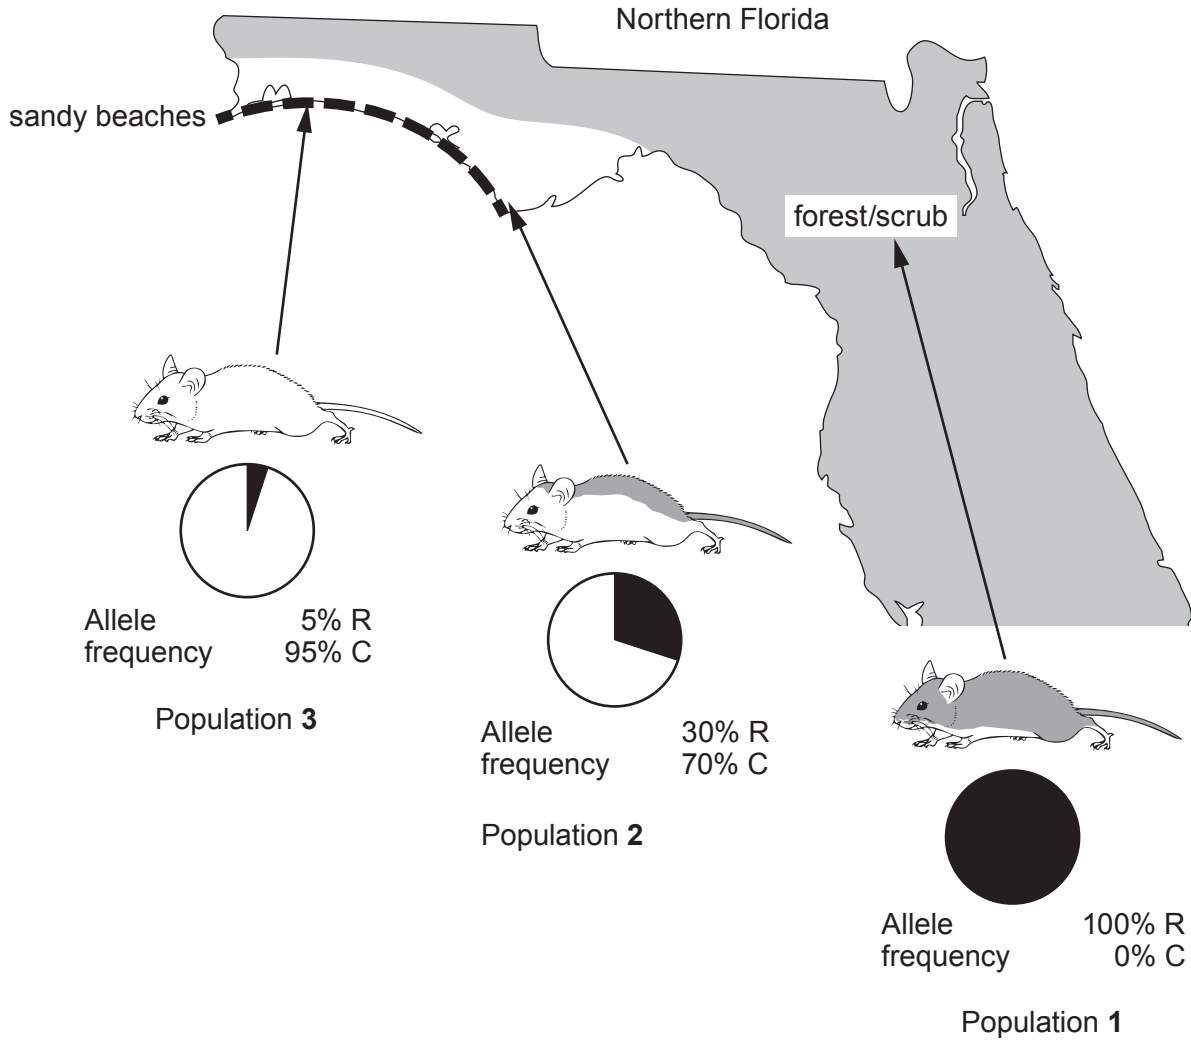 Northern Florida
sandy beaches
forest/scrub
Allele 5% R
frequency 95% C
Population 3
Allele 30% R
frequency 70% C
Population 2
Allele 100% R
frequency 0% C
Population 1